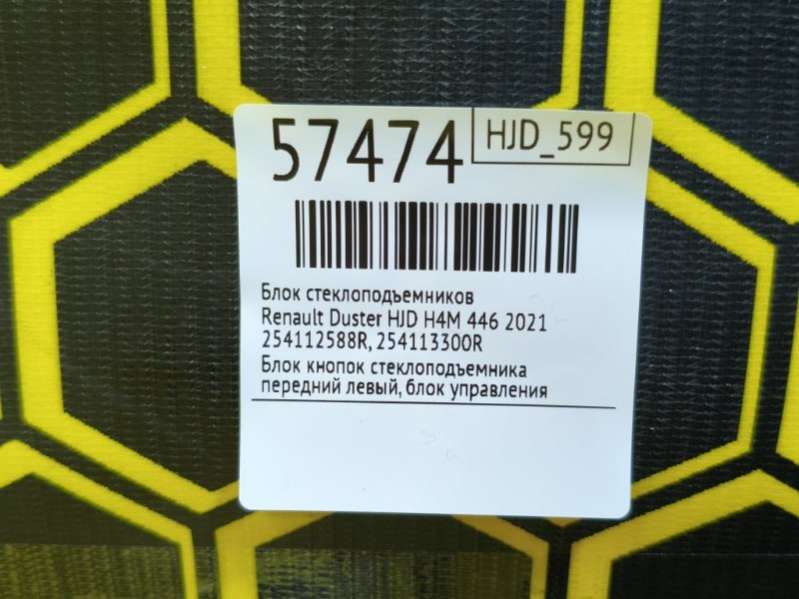 57474
HJD_599
Блок стеклоподъемников
Renault Duster HJD H4M 446 2021
254112588R, 254113300R
Блок кнопок стеклоподъемника
передний левый, блок управления